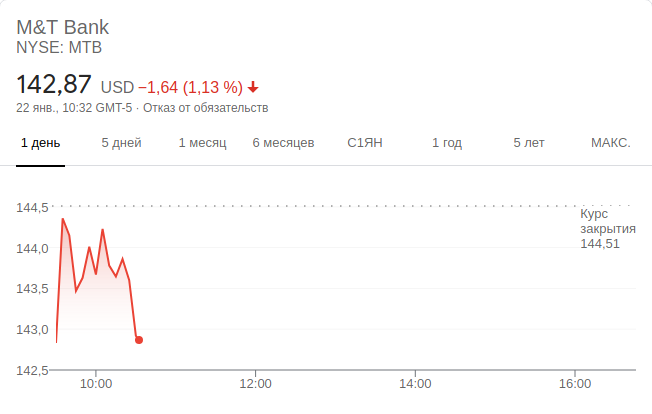 M&T Bank
NYSE: MTB
142,87 USD −1,64 (1,13 %)
22 янв., 10:32 GMT-5 · Отказ от обязательств
1 день 5 дней 1 месяц 6 месяцев С1ЯН 1 год 5 лет МАКС.
144,5
Курс
закрытия
144,51
144,0
143,5
143,0
142,5
10:00 12:00 14:00 16:00